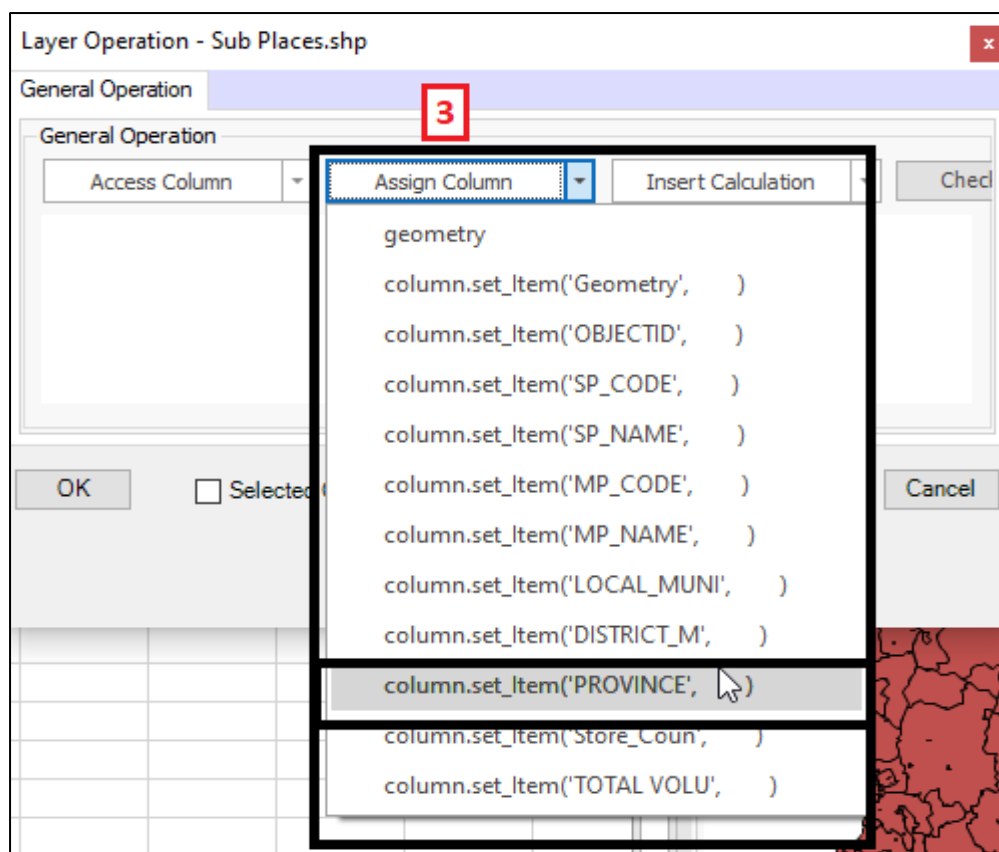 Layer Operation - Sub Places.shp
x
General Operation
3
General Operation
Access Column
Assign Column
Insert Calculation
geometry
column.set_Item('Geometry', )
column.set_Item('OBJECTID', )
column.set_Item('SP_CODE', )
column.set_Item('SP_NAME', )
column.set_Item('MP_CODE', )
column.set_Item('MP_NAME', )
column.set_Item('LOCAL_MUNI', )
column.set_Item('DISTRICT_M', )
column.set_Item('PROVINCE', )
column.set_Item('Store_Coun', )
column.set_Item('TOTAL VOLU', )
OK
Selected
Cancel